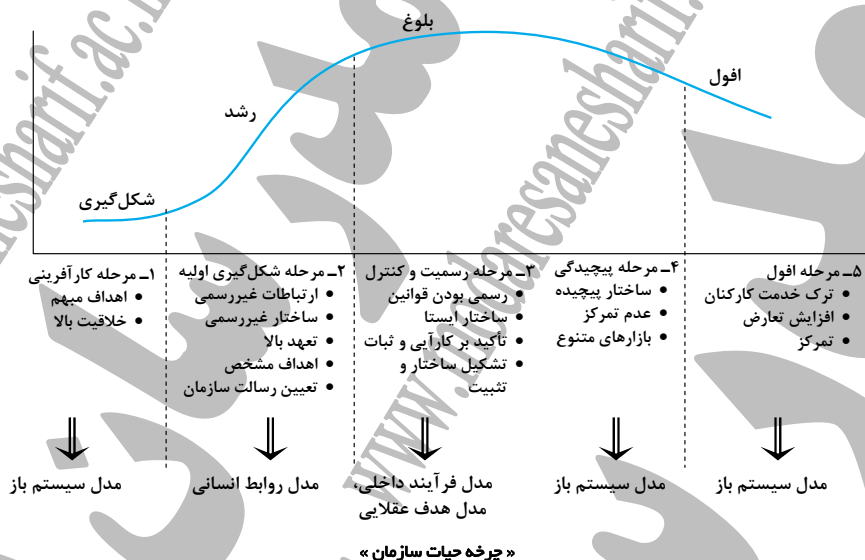 بلوغ
افول
رشد
شکل‌گیری
۱ـ مرحله کارآفرینی
• اهداف مبهم
• خلاقیت بالا
۲ـ مرحله شکل‌گیری اولیه
• ارتباطات غیررسمی
• ساختار غیررسمی
• تعهد بالا
• اهداف مشخص
• تعیین رسالت سازمان
۳ـ مرحله رسمیت و کنترل
• رسمی بودن قوانین
• ساختار ایستا
• تأکید بر کارآیی و ثبات
• تشکیل ساختار و
تثبیت
۴ـ مرحله پیچیدگی
• ساختار پیچیده
• عدم تمرکز
• بازارهای متنوع
۵ـ مرحله افول
• ترک خدمت کارکنان
• افزایش تعارض
• تمرکز
مدل سیستم باز
مدل روابط انسانی
مدل فرآیند داخلی،
مدل هدف عقلایی
مدل سیستم باز
مدل سیستم باز
« چرخه حیات سازمان »
www.modaresanesharif.
esharif.ac.i